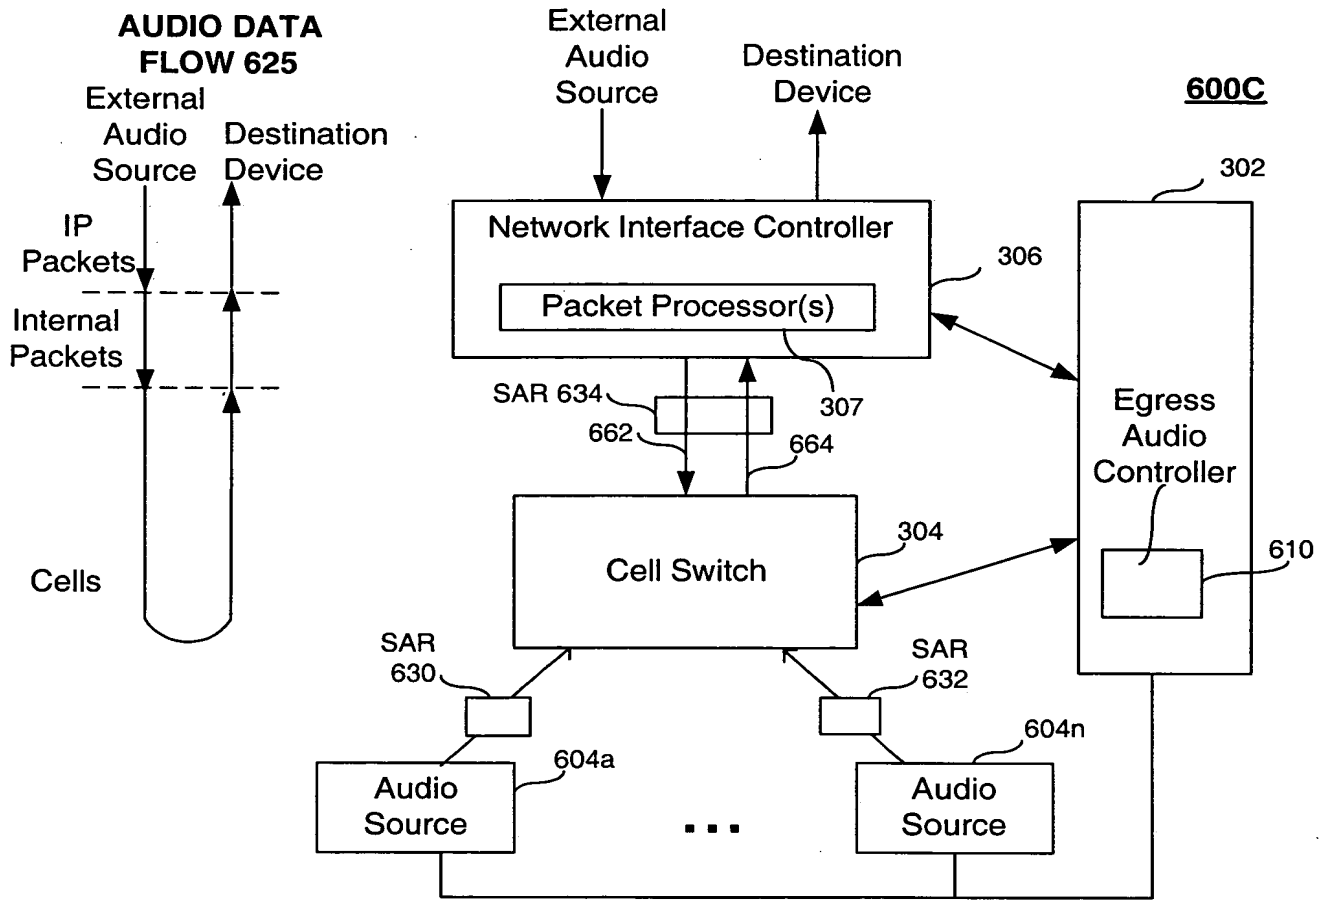 AUDIO DATA
FLOW 625
External
Audio
Source
Destination
Device
IP
Packets
Internal
Packets
Cells
External
Audio
Source
Destination
Device
600C
302
Network Interface Controller
306
Packet Processor(s)
307
SAR 634
662
664
Egress
Audio
Controller
610
Cell Switch
304
SAR
630
SAR
632
604a
Audio
Source
...
604n
Audio
Source